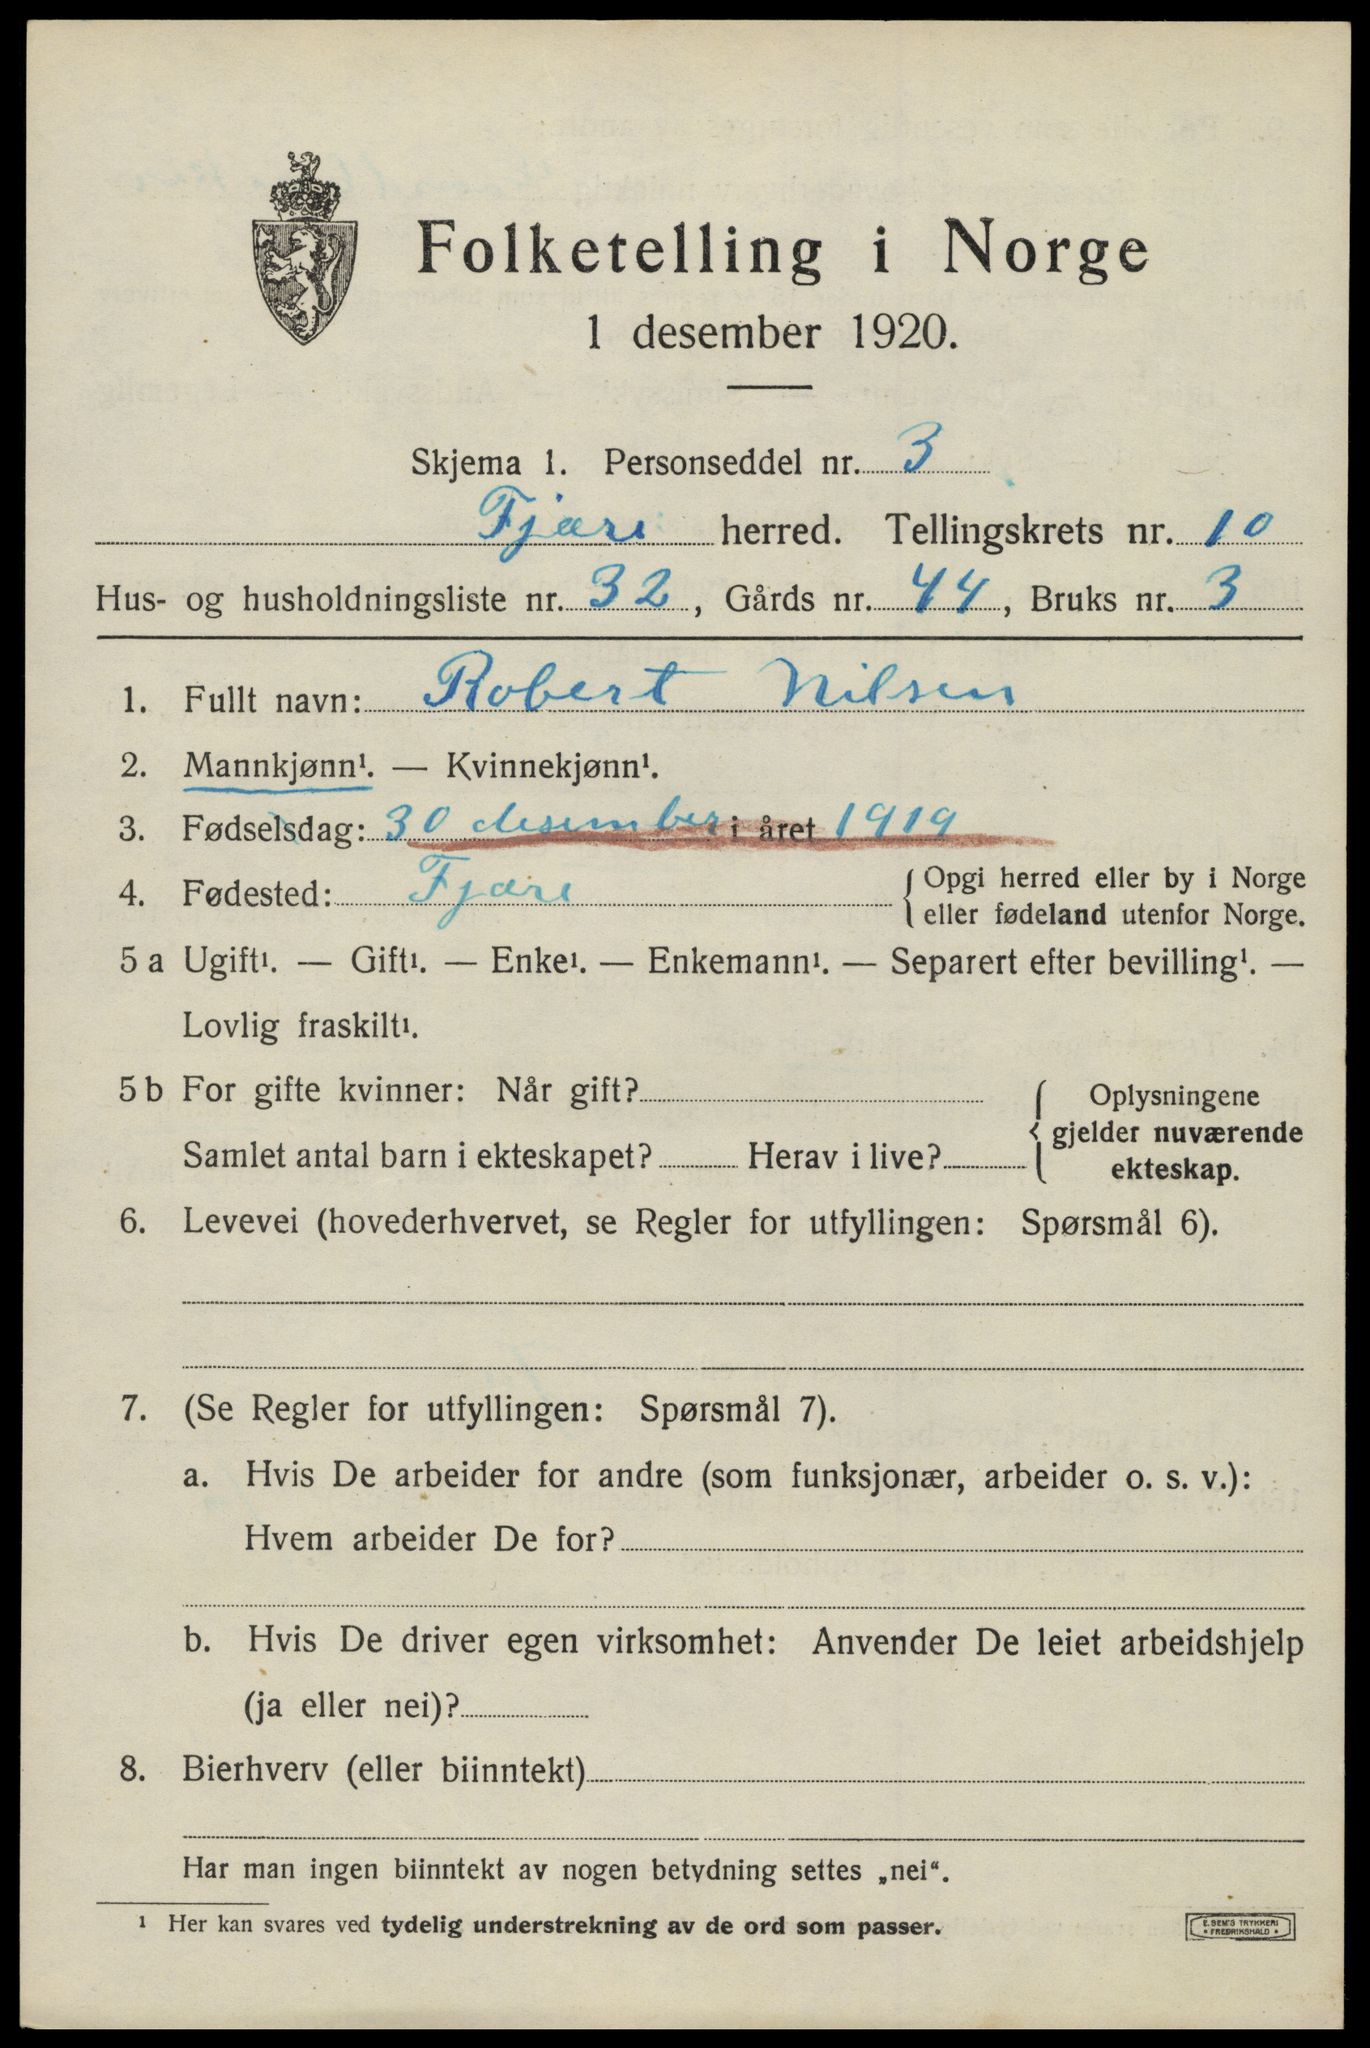 Folketelling i Norge
1 desember 1920.
Skjema 1. Personseddel nr. 3
Fjære herred. Tellingskrets nr. 10
Hus- og husholdningsliste nr. 32, Gårds nr. 44, Bruks nr. 3
1. Fullt navn: Robert Nilsen
2. Mannkjønn¹. — Kvinnekjønn¹.
3. Fødselsdag: 30 desember i året 1919
4. Fødested: Fjære { Opgi herred eller by i Norge
eller fødeland utenfor Norge.
5 a Ugift¹. — Gift¹. — Enke¹. — Enkemann¹. — Separert efter bevilling¹. —
Lovlig fraskilt¹.
5 b For gifte kvinner: Når gift? { Oplysningene
gjelder nuværende
Samlet antal barn i ekteskapet? Herav i live?
ekteskap.
6. Levevei (hovederhvervet, se Regler for utfyllingen: Spørsmål 6).
7. (Se Regler for utfyllingen: Spørsmål 7).
a. Hvis De arbeider for andre (som funksjonær, arbeider o. s. v.):
Hvem arbeider De for?
b. Hvis De driver egen virksomhet: Anvender De leiet arbeidshjelp
(ja eller nei)?
8. Bierhverv (eller biinntekt)
Har man ingen biinntekt av nogen betydning settes „nei“.
¹ Her kan svares ved tydelig understrekning av de ord som passer.
E. SEM'S TRYKKERI
* FREDRIKSHALD *